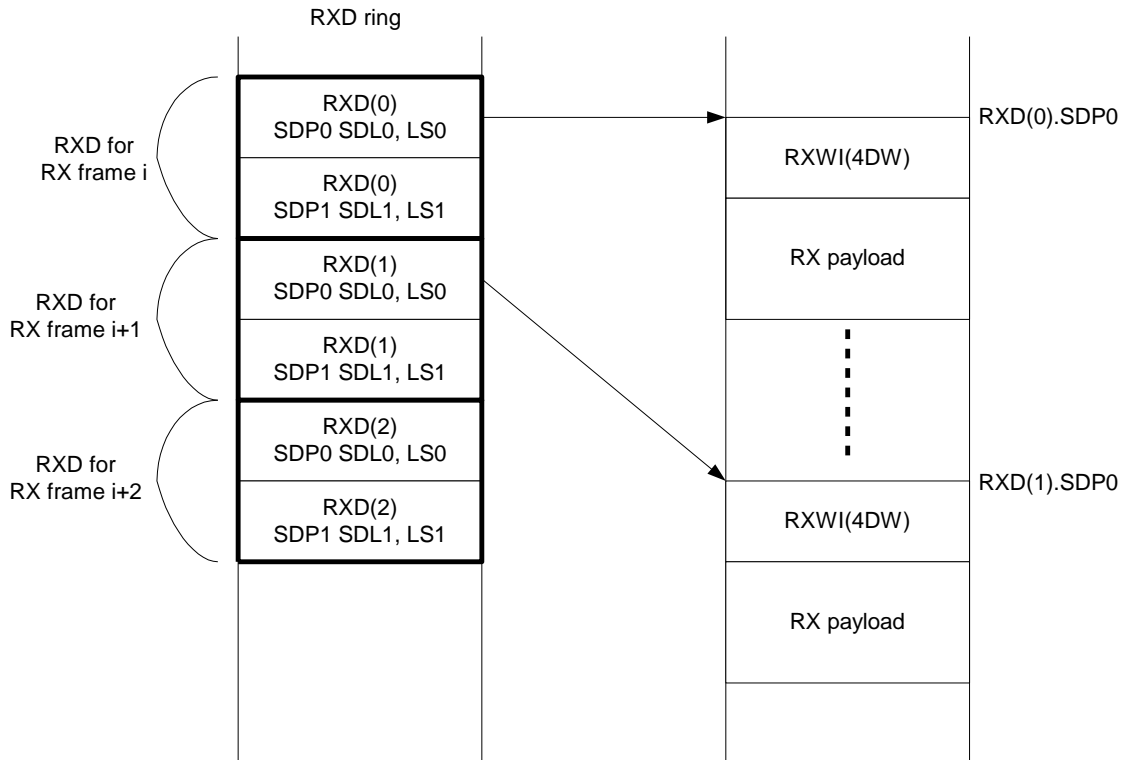 RXD ring
RXD for
RX frame i
RXD(0)
SDP0 SDL0, LS0
RXD(0)
SDP1 SDL1, LS1
RXD for
RX frame i+1
RXD(1)
SDP0 SDL0, LS0
RXD(1)
SDP1 SDL1, LS1
RXD for
RX frame i+2
RXD(2)
SDP0 SDL0, LS0
RXD(2)
SDP1 SDL1, LS1
RXD(0).SDP0
RXWI(4DW)
RX payload
RXD(1).SDP0
RXWI(4DW)
RX payload